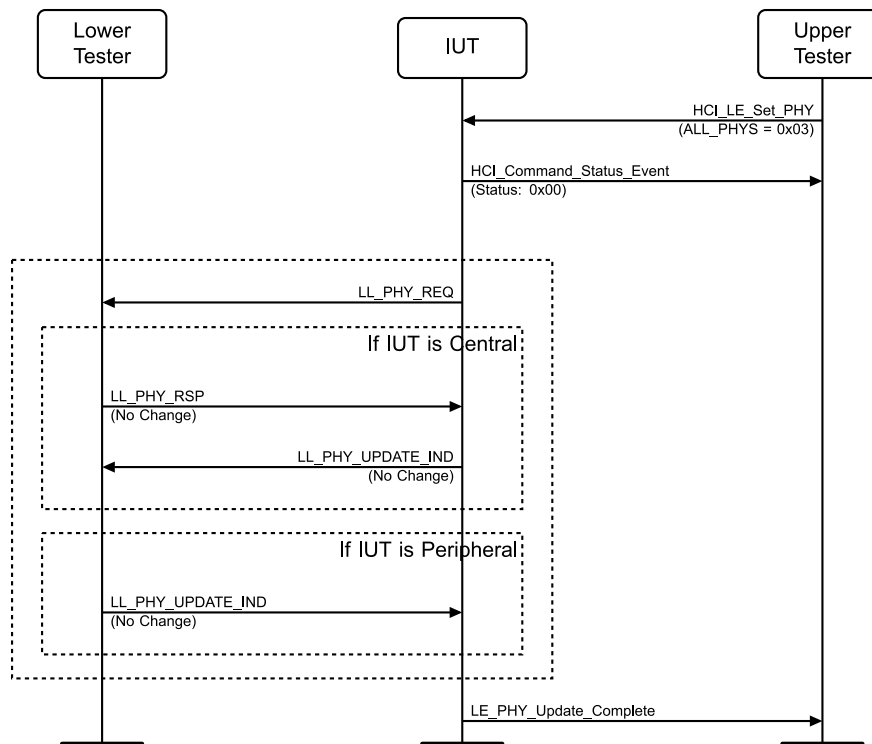 Lower
Tester
IUT
Upper
Tester
HCI_LE_Set_PHY
(ALL_PHYS = 0x03)
HCI_Command_Status_Event
(Status: 0x00)
LL_PHY_REQ
If IUT is Central
LL_PHY_RSP
(No Change)
LL_PHY_UPDATE_IND
(No Change)
If IUT is Peripheral
LL_PHY_UPDATE_IND
(No Change)
LE_PHY_Update_Complete